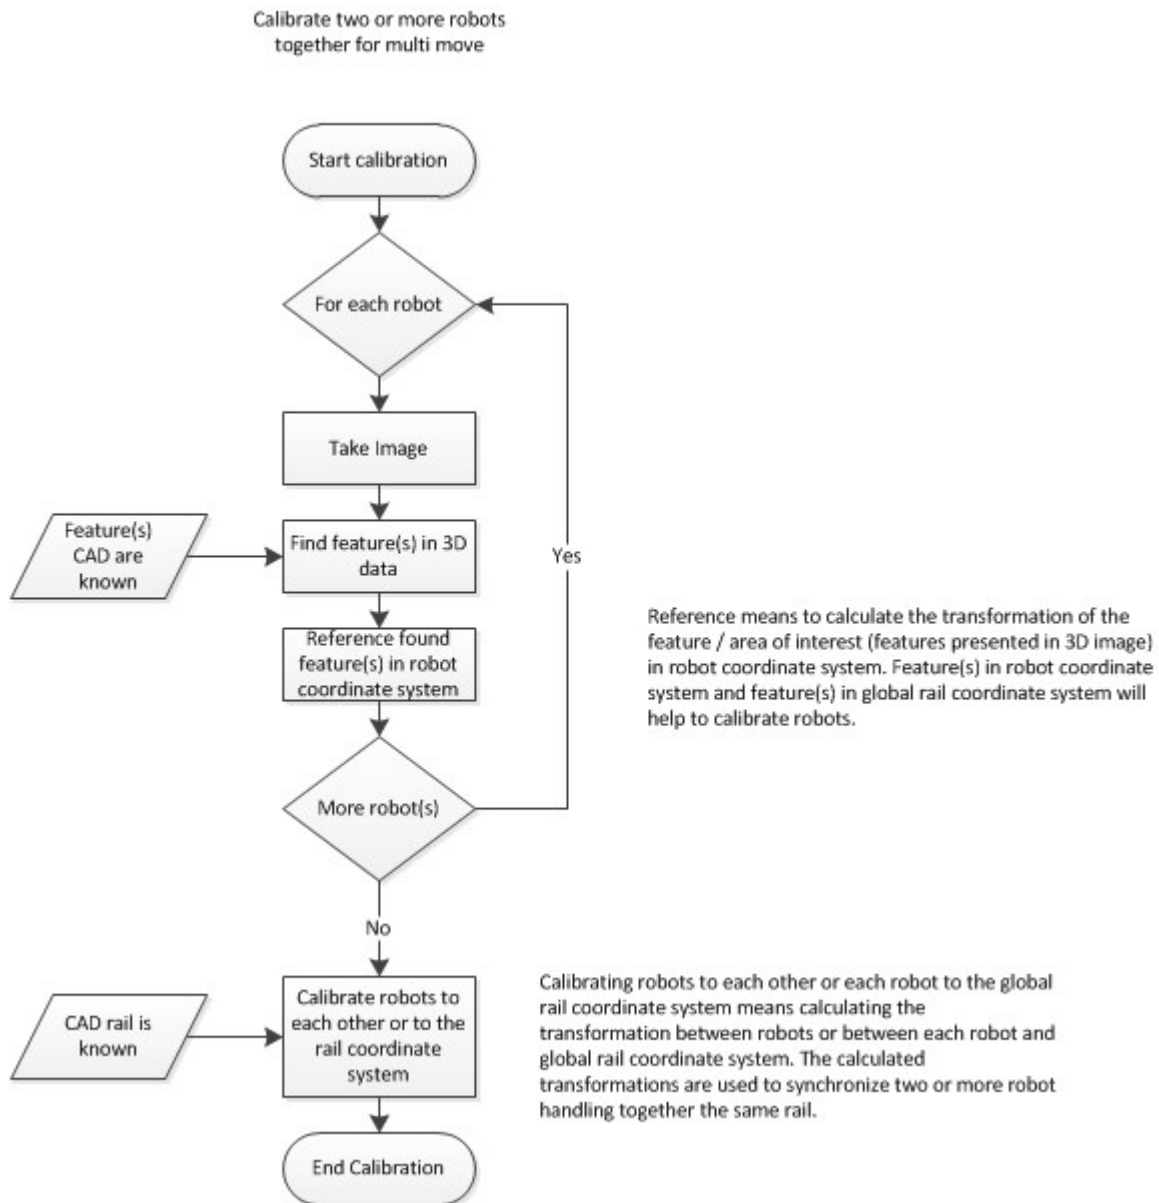 Calibrate two or more robots
together for multi move
Start calibration
For each robot
Take Image
Feature(s)
CAD are
known
Find feature(s) in 3D
data
Yes
Reference found
feature(s) in robot
coordinate system
Reference means to calculate the transformation of the
feature / area of interest (features presented in 3D image)
in robot coordinate system. Feature(s) in robot coordinate
system and feature(s) in global rail coordinate system will
help to calibrate robots.
More robot(s)
No
CAD rail is
known
Calibrate robots to
each other or to the
rail coordinate
system
Calibrating robots to each other or each robot to the global
rail coordinate system means calculating the
transformation between robots or between each robot and
global rail coordinate system. The calculated
transformations are used to synchronize two or more robot
handling together the same rail.
End Calibration